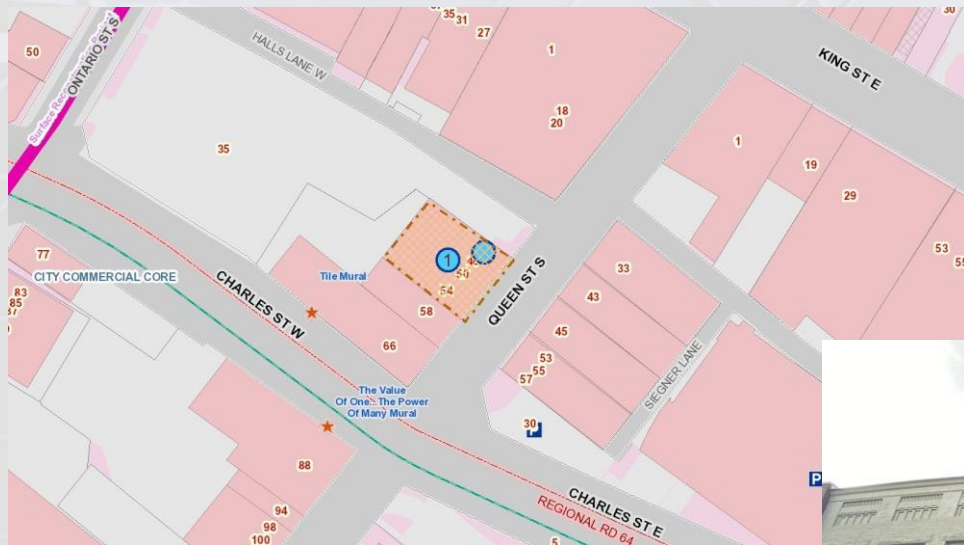 50
ONTARIO ST S
35
31
27
30
HALLS LANE W
1
18
20
KING ST E
35
1
19
29
53
77
CITY COMMERCIAL CORE
83
85
Tile Mural
1
50
54
58
66
CHARLES ST W
QUEEN ST S
33
43
45
53
55
57
SIEGNER LANE
The Value
Of One...The Power
Of Many Mural
30
P
P
88
94
98
100
CHARLES ST E
REGIONAL RD 64
5